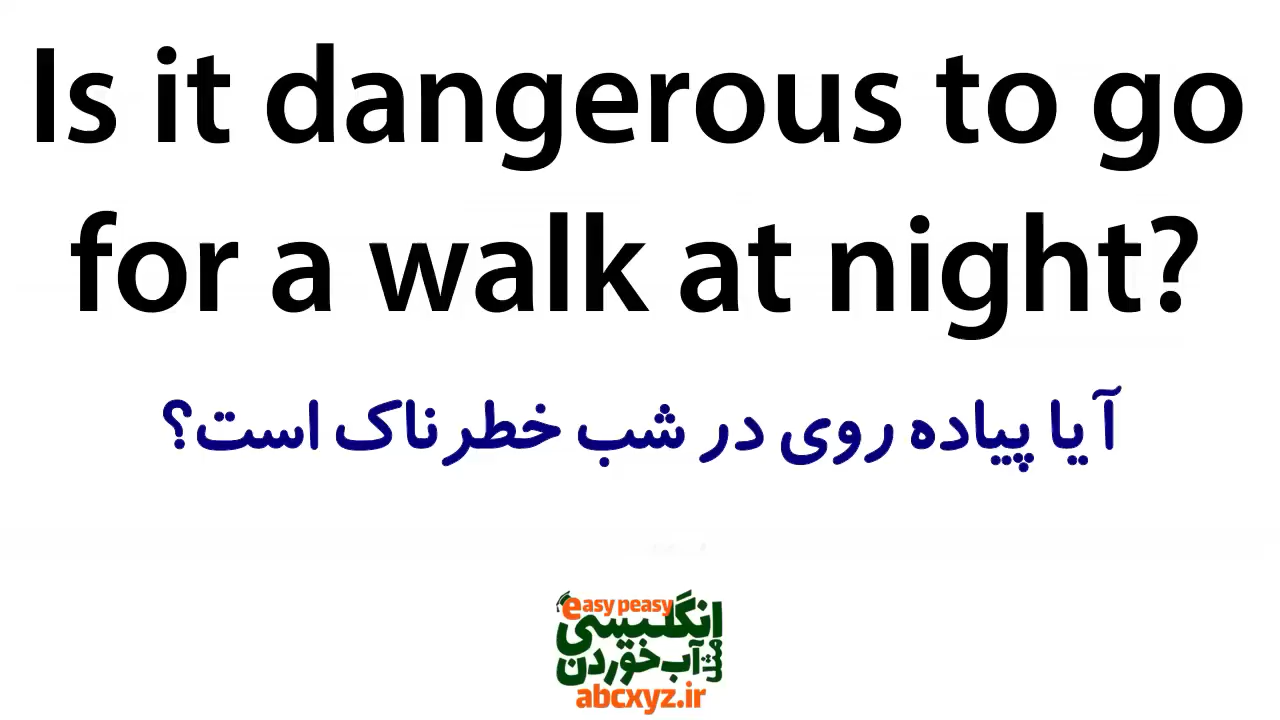 Is it dangerous to go
for a walk at night?
آیا پیاده روی در شب خطرناک است؟
easy peasy
انگلیسی
مثل آب خوردن
abcxyz.ir